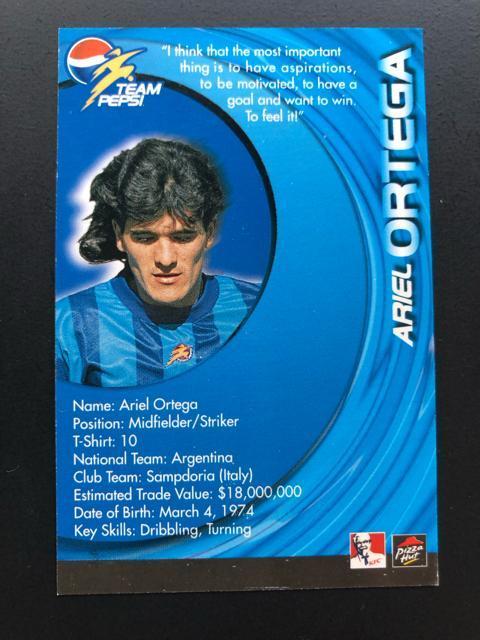 TEAM
PEPSI
"I think that the most important
thing is to have aspirations,
to be motivated, to have a
goal and want to win.
To feel it!"
ARIEL ORTEGA
Name: Ariel Ortega
Position: Midfielder/Striker
T-Shirt: 10
National Team: Argentina
Club Team: Sampdoria (Italy)
Estimated Trade Value: $18,000,000
Date of Birth: March 4, 1974
Key Skills: Dribbling, Turning
KFC
Pizza
Hut